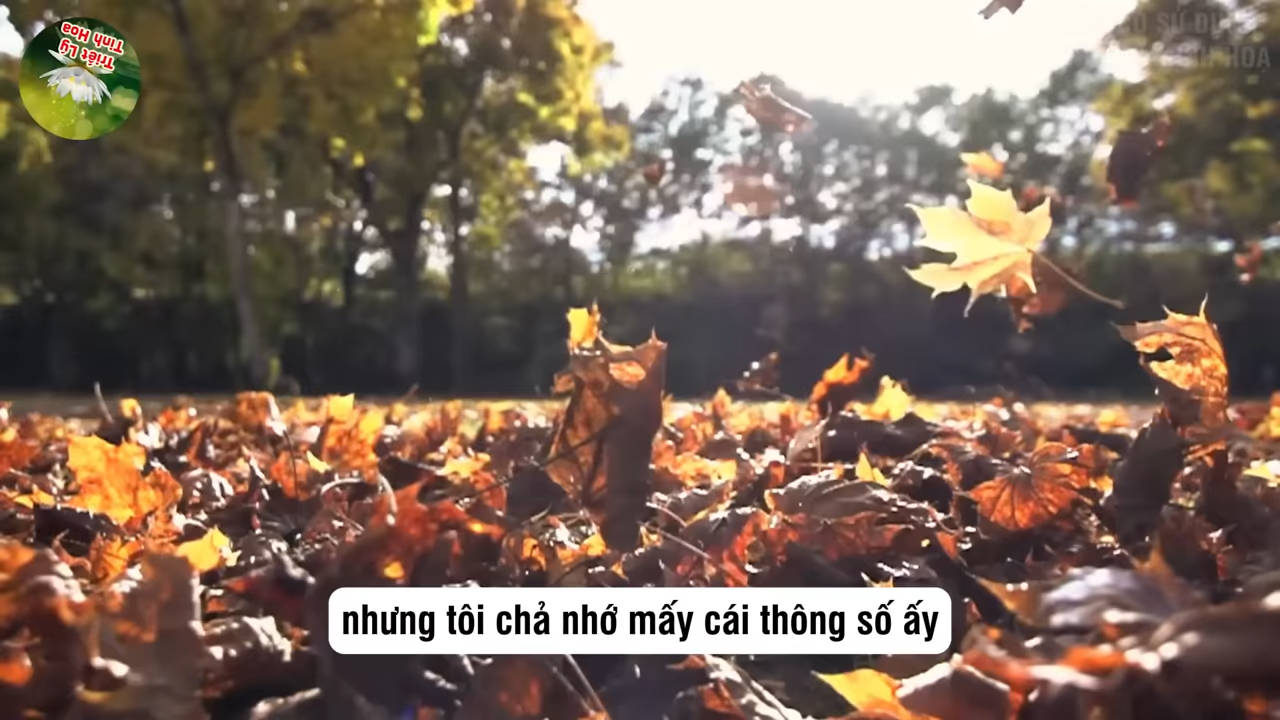 Triết Lý
Tinh Hoa
nhưng tôi chả nhớ mấy cái thông số ấy